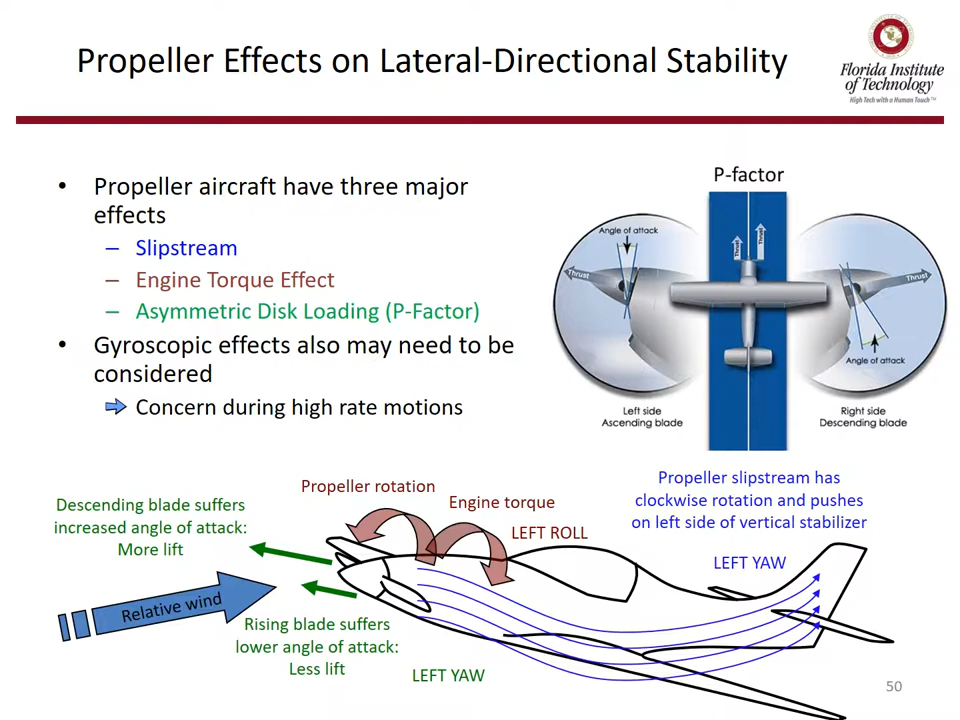 Propeller Effects on Lateral-Directional Stability
Florida Institute
of Technology
High Tech with a Human Touch™
• Propeller aircraft have three major
effects
– Slipstream
– Engine Torque Effect
– Asymmetric Disk Loading (P-Factor)
• Gyroscopic effects also may need to be
considered
Concern during high rate motions
P-factor
Angle of attack
Thrust
Thrust
Thrust
Thrust
Angle of attack
Left side
Ascending blade
Right side
Descending blade
Propeller rotation
Engine torque
LEFT ROLL
Descending blade suffers
increased angle of attack:
More lift
Relative wind
Rising blade suffers
lower angle of attack:
Less lift
LEFT YAW
Propeller slipstream has
clockwise rotation and pushes
on left side of vertical stabilizer
LEFT YAW
50